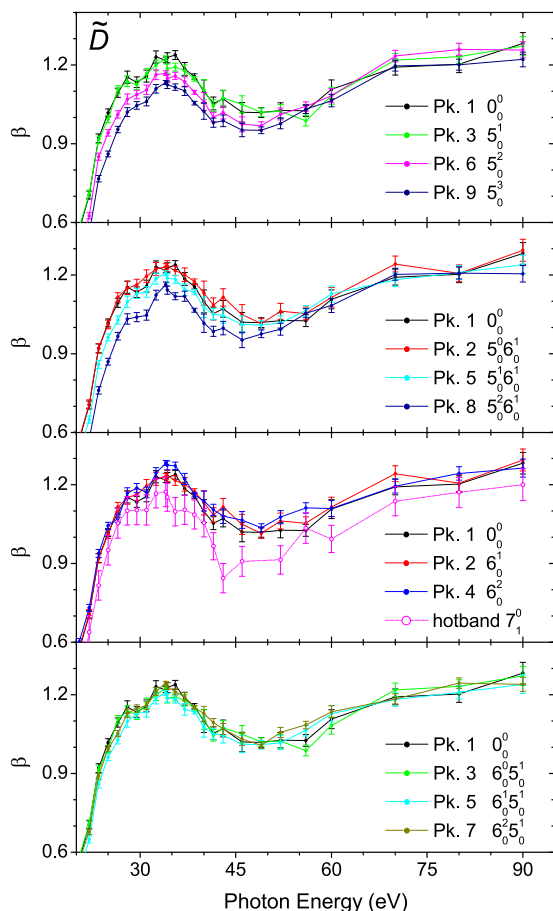 D̃
1.2
0.9
0.6
β
Pk. 1 0⁰₀
Pk. 3 5¹₀
Pk. 6 5²₀
Pk. 9 5³₀
1.2
0.9
0.6
β
Pk. 1 0⁰₀
Pk. 2 5⁰₀6¹₀
Pk. 5 5¹₀6¹₀
Pk. 8 5²₀6¹₀
1.2
0.9
0.6
β
Pk. 1 0⁰₀
Pk. 2 6¹₀
Pk. 4 6²₀
hotband 7⁰₁
1.2
0.9
0.6
β
Pk. 1 0⁰₀
Pk. 3 6⁰₀5¹₀
Pk. 5 6¹₀5¹₀
Pk. 7 6²₀5¹₀
30 45 60 75 90
Photon Energy (eV)